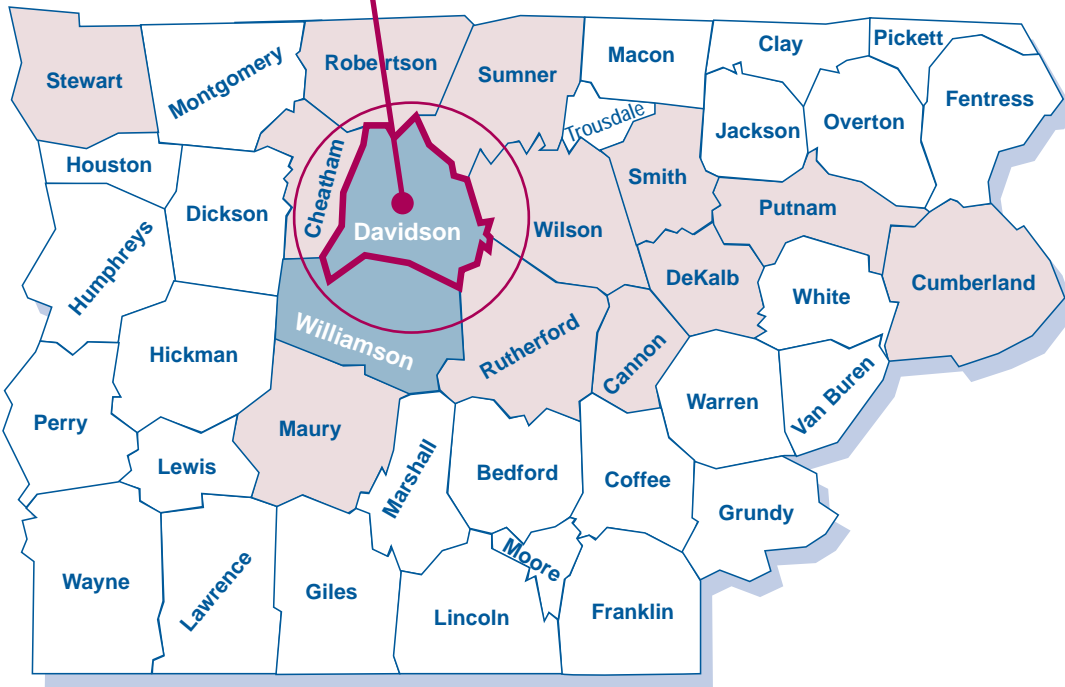 Stewart
Montgomery
Robertson
Sumner
Macon
Clay
Pickett
Fentress
Trousdale
Jackson
Overton
Houston
Cheatham
Smith
Dickson
Davidson
Wilson
Putnam
Humphreys
DeKalb
White
Cumberland
Williamson
Rutherford
Cannon
Hickman
Perry
Maury
Warren
Van Buren
Lewis
Marshall
Bedford
Coffee
Grundy
Moore
Wayne
Lawrence
Giles
Lincoln
Franklin